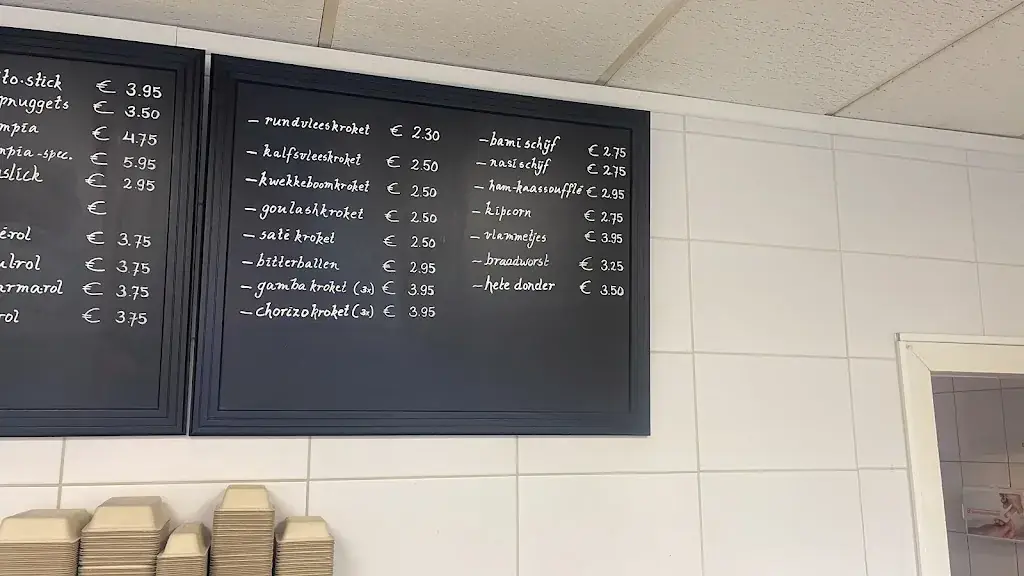 to-stick € 3.95
pnuggets € 3.50
mpia € 4.75
mpia-spec. € 5.95
slick € 2.95
€
érol € 3.75
ulrol € 3.75
armarol € 3.75
rol € 3.75
– rundvleeskroket € 2.30
– kalfsvleeskroket € 2.50
– kwekkeboomkroket € 2.50
– goulashkroket € 2.50
– saté kroket € 2.50
– bitterballen € 2.95
– gamba kroket (3x) € 3.95
– chorizokroket (3x) € 3.95
– bami schijf € 2.75
– nasi schijf € 2.75
– ham-kaassoufflé € 2.95
– kipcorn € 2.75
– vlammetjes € 3.95
– braadworst € 3.25
– hete donder € 3.50